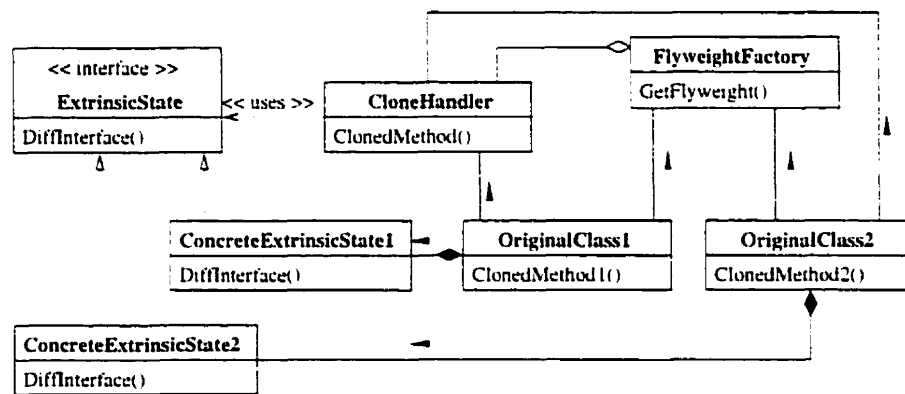 << interface >>
ExtrinsicState
DiffInterface()
<< uses >>
CloneHandler
ClonedMethod()
FlyweightFactory
GetFlyweight()
ConcreteExtrinsicState1
DiffInterface()
OriginalClass1
ClonedMethod1()
OriginalClass2
ClonedMethod2()
ConcreteExtrinsicState2
DiffInterface()